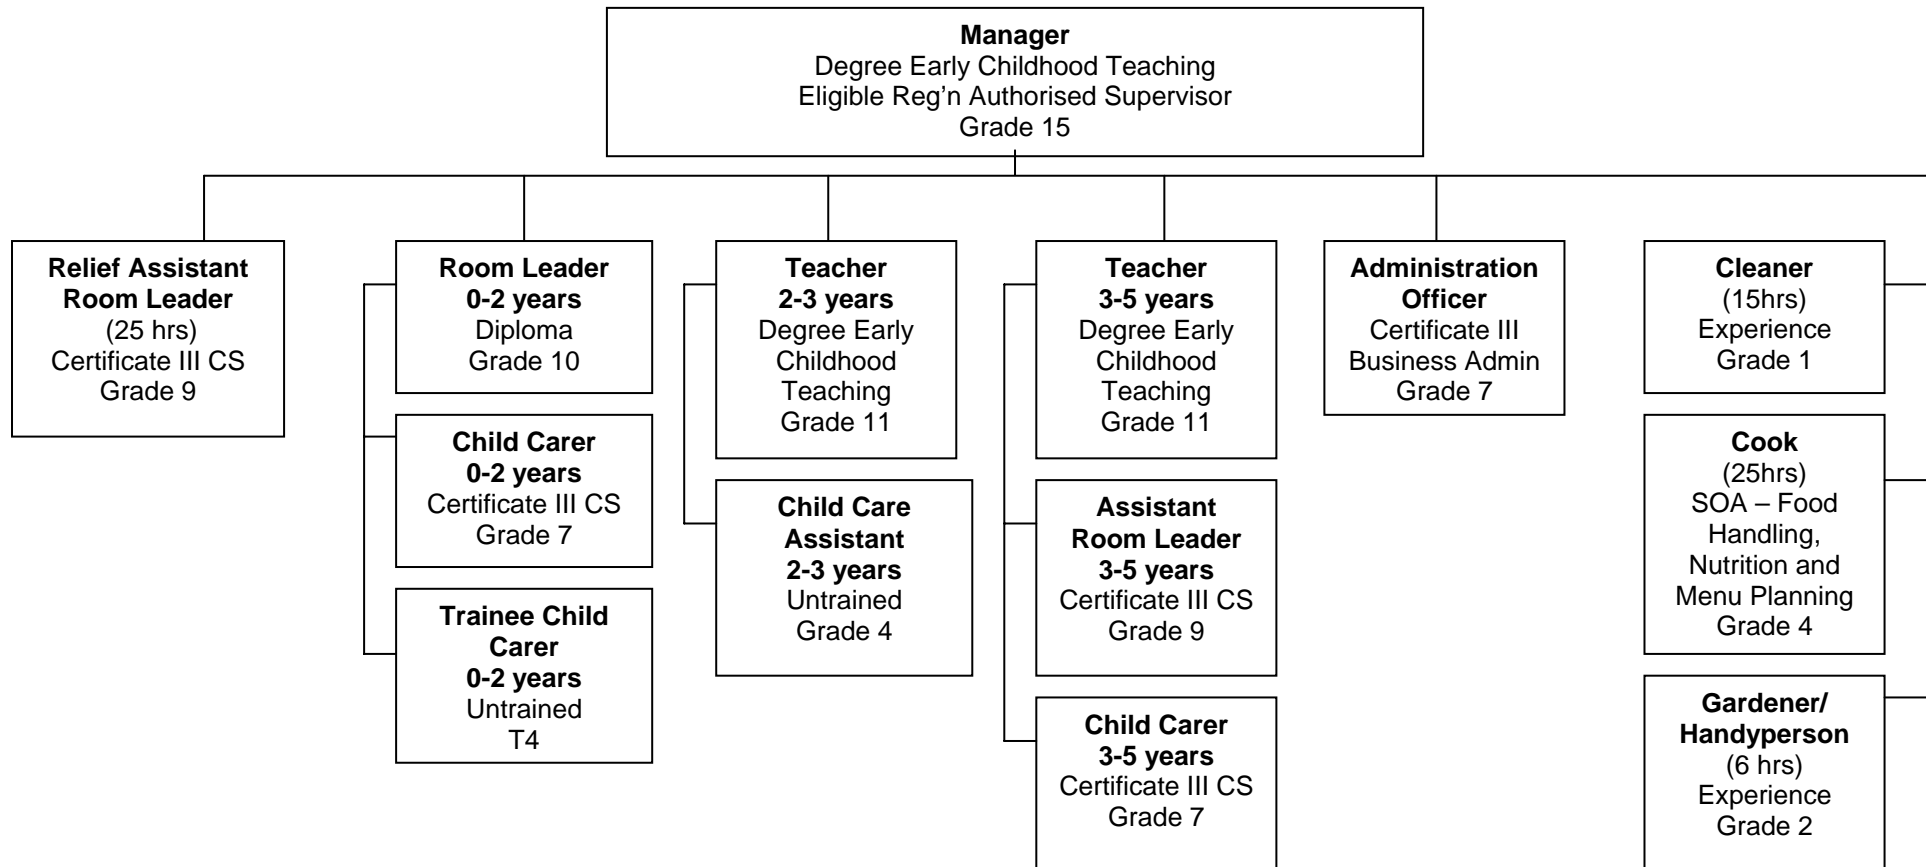 Manager
Degree Early Childhood Teaching
Eligible Reg'n Authorised Supervisor
Grade 15
Relief Assistant
Room Leader
(25 hrs)
Certificate III CS
Grade 9
Room Leader
0-2 years
Diploma
Grade 10
Child Carer
0-2 years
Certificate III CS
Grade 7
Trainee Child
Carer
0-2 years
Untrained
T4
Teacher
2-3 years
Degree Early
Childhood
Teaching
Grade 11
Child Care
Assistant
2-3 years
Untrained
Grade 4
Teacher
3-5 years
Degree Early
Childhood
Teaching
Grade 11
Assistant
Room Leader
3-5 years
Certificate III CS
Grade 9
Child Carer
3-5 years
Certificate III CS
Grade 7
Administration
Officer
Certificate III
Business Admin
Grade 7
Cleaner
(15hrs)
Experience
Grade 1
Cook
(25hrs)
SOA – Food
Handling,
Nutrition and
Menu Planning
Grade 4
Gardener/
Handyperson
(6 hrs)
Experience
Grade 2